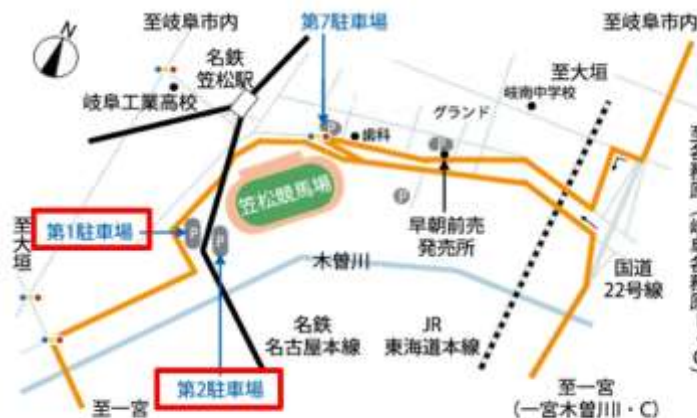 N
至岐阜市内
第7駐車場
至岐阜市内
名鉄
笠松駅
岐阜工業高校
至大垣
岐南中学校
グランド
歯科
P
P
笠松競馬場
P
至大垣
第1駐車場
P
P
早朝前売
発売所
木曽川
国道
22号線
名鉄
名古屋本線
JR
東海道本線
第2駐車場
至一宮
至一宮
(一宮木曽川I・C)